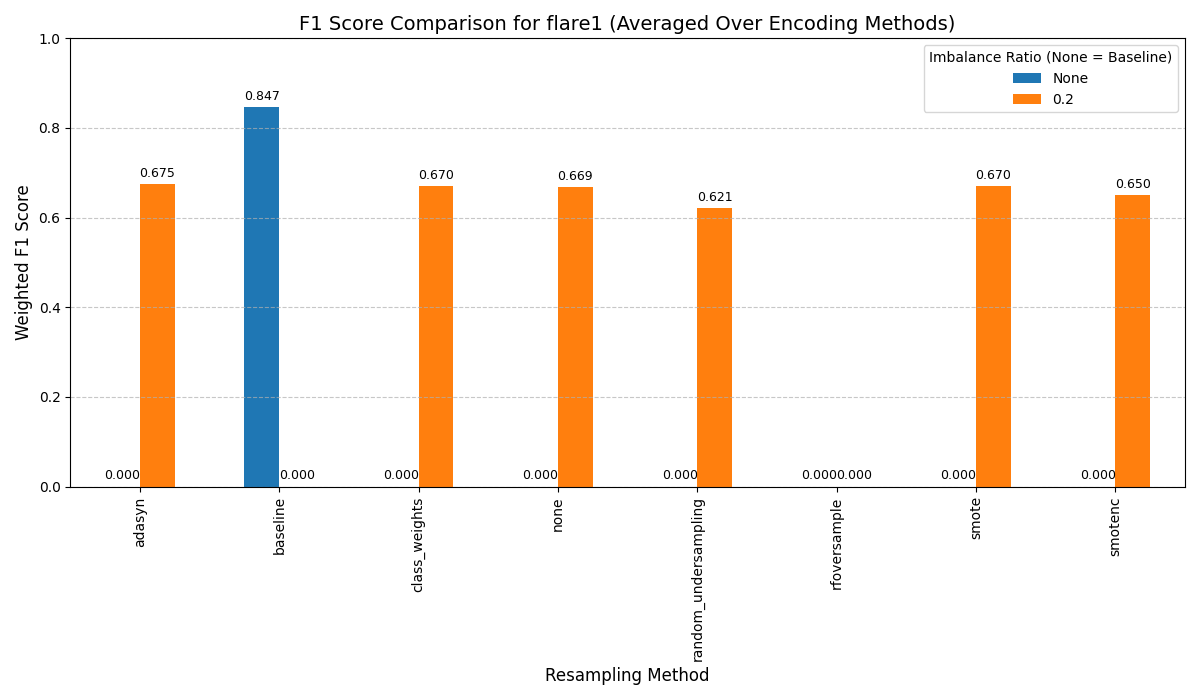 F1 Score Comparison for flare1 (Averaged Over Encoding Methods)
Weighted F1 Score
1.0
0.8
0.6
0.4
0.2
0.0
Imbalance Ratio (None = Baseline)
None
0.2
0.000
0.675
0.847
0.000
0.000
0.670
0.000
0.669
0.000
0.621
0.000
0.000
0.000
0.670
0.000
0.650
adasyn
baseline
class_weights
none
random_undersampling
rfoversample
smote
smotenc
Resampling Method